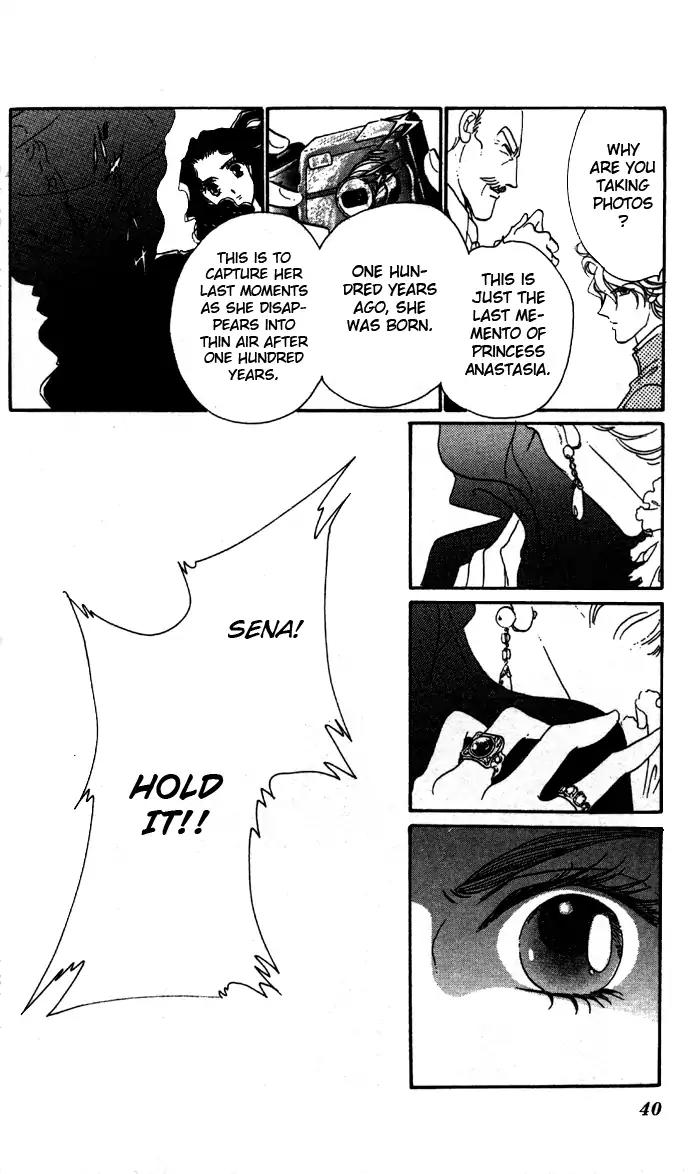 WHY
ARE YOU
TAKING
PHOTOS
?
THIS IS
JUST THE
LAST ME-
MENTO OF
PRINCESS
ANASTASIA.
ONE HUN-
DRED YEARS
AGO, SHE
WAS BORN.
THIS IS TO
CAPTURE HER
LAST MOMENTS
AS SHE DISAP-
PEARS INTO
THIN AIR AFTER
ONE HUNDRED
YEARS.
SENA!
HOLD
IT!!
40